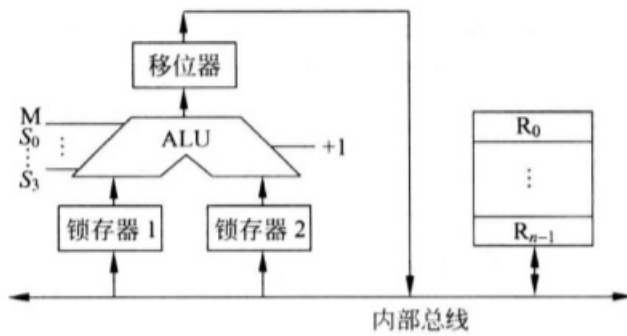 移位器
M
S₀
⋮
⋮
S₃
ALU
+1
锁存器 1
锁存器 2
R₀
⋮
Rₙ₋₁
内部总线